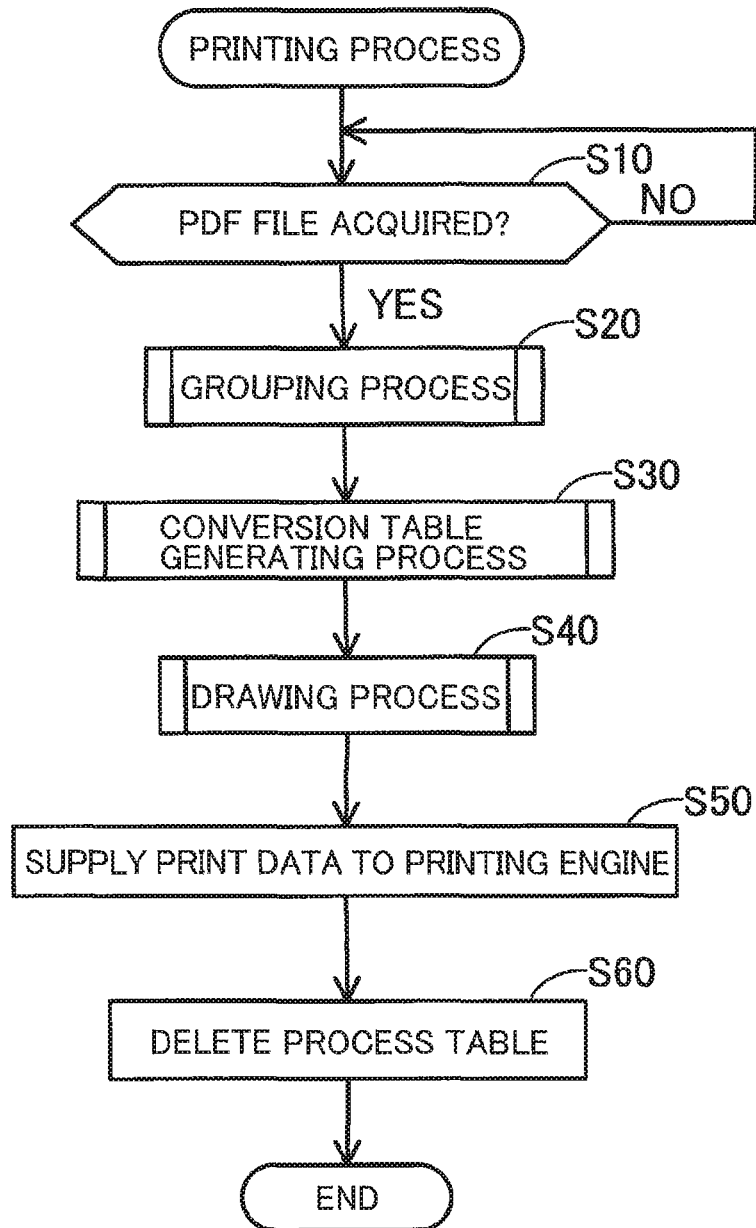 PRINTING PROCESS
S10
PDF FILE ACQUIRED?
NO
YES
S20
GROUPING PROCESS
S30
CONVERSION TABLE
GENERATING PROCESS
S40
DRAWING PROCESS
S50
SUPPLY PRINT DATA TO PRINTING ENGINE
S60
DELETE PROCESS TABLE
END